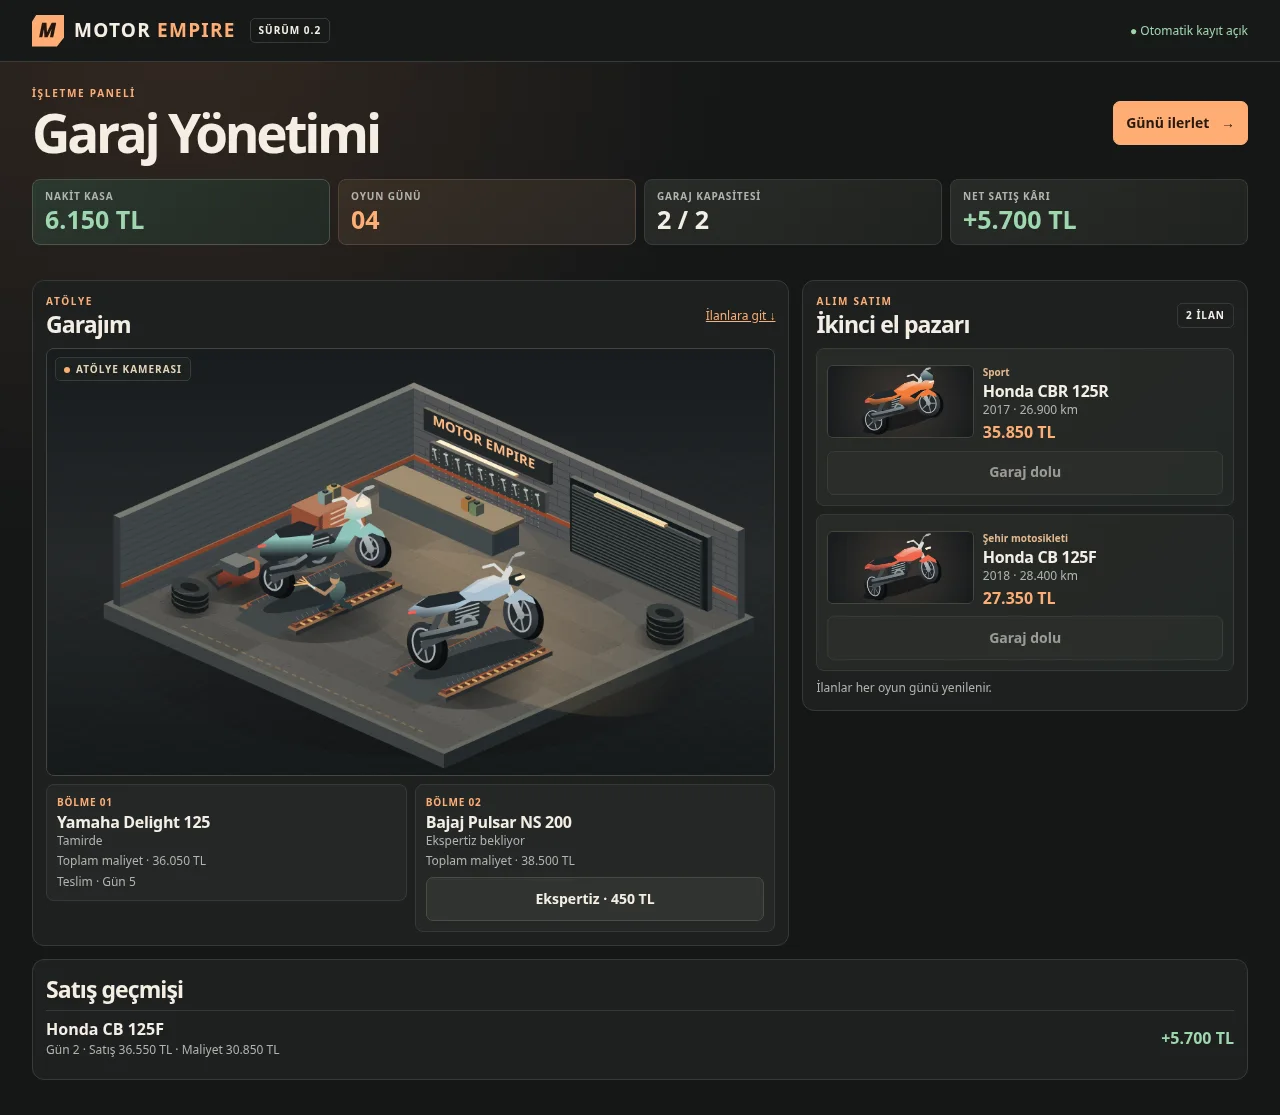 M MOTOR EMPIRE SÜRÜM 0.2
● Otomatik kayıt açık
İŞLETME PANELİ
Garaj Yönetimi
Günü ilerlet →
NAKİT KASA
6.150 TL
OYUN GÜNÜ
04
GARAJ KAPASİTESİ
2 / 2
NET SATIŞ KÂRI
+5.700 TL
ATÖLYE
Garajım
İlanlara git ↓
ATÖLYE KAMERASI
MOTOR EMPIRE
BÖLME 01
Yamaha Delight 125
Tamirde
Toplam maliyet · 36.050 TL
Teslim · Gün 5
BÖLME 02
Bajaj Pulsar NS 200
Ekspertiz bekliyor
Toplam maliyet · 38.500 TL
Ekspertiz · 450 TL
ALIM SATIM
İkinci el pazarı
2 İLAN
Sport
Honda CBR 125R
2017 · 26.900 km
35.850 TL
Garaj dolu
Şehir motosikleti
Honda CB 125F
2018 · 28.400 km
27.350 TL
Garaj dolu
İlanlar her oyun günü yenilenir.
Satış geçmişi
Honda CB 125F
Gün 2 · Satış 36.550 TL · Maliyet 30.850 TL
+5.700 TL